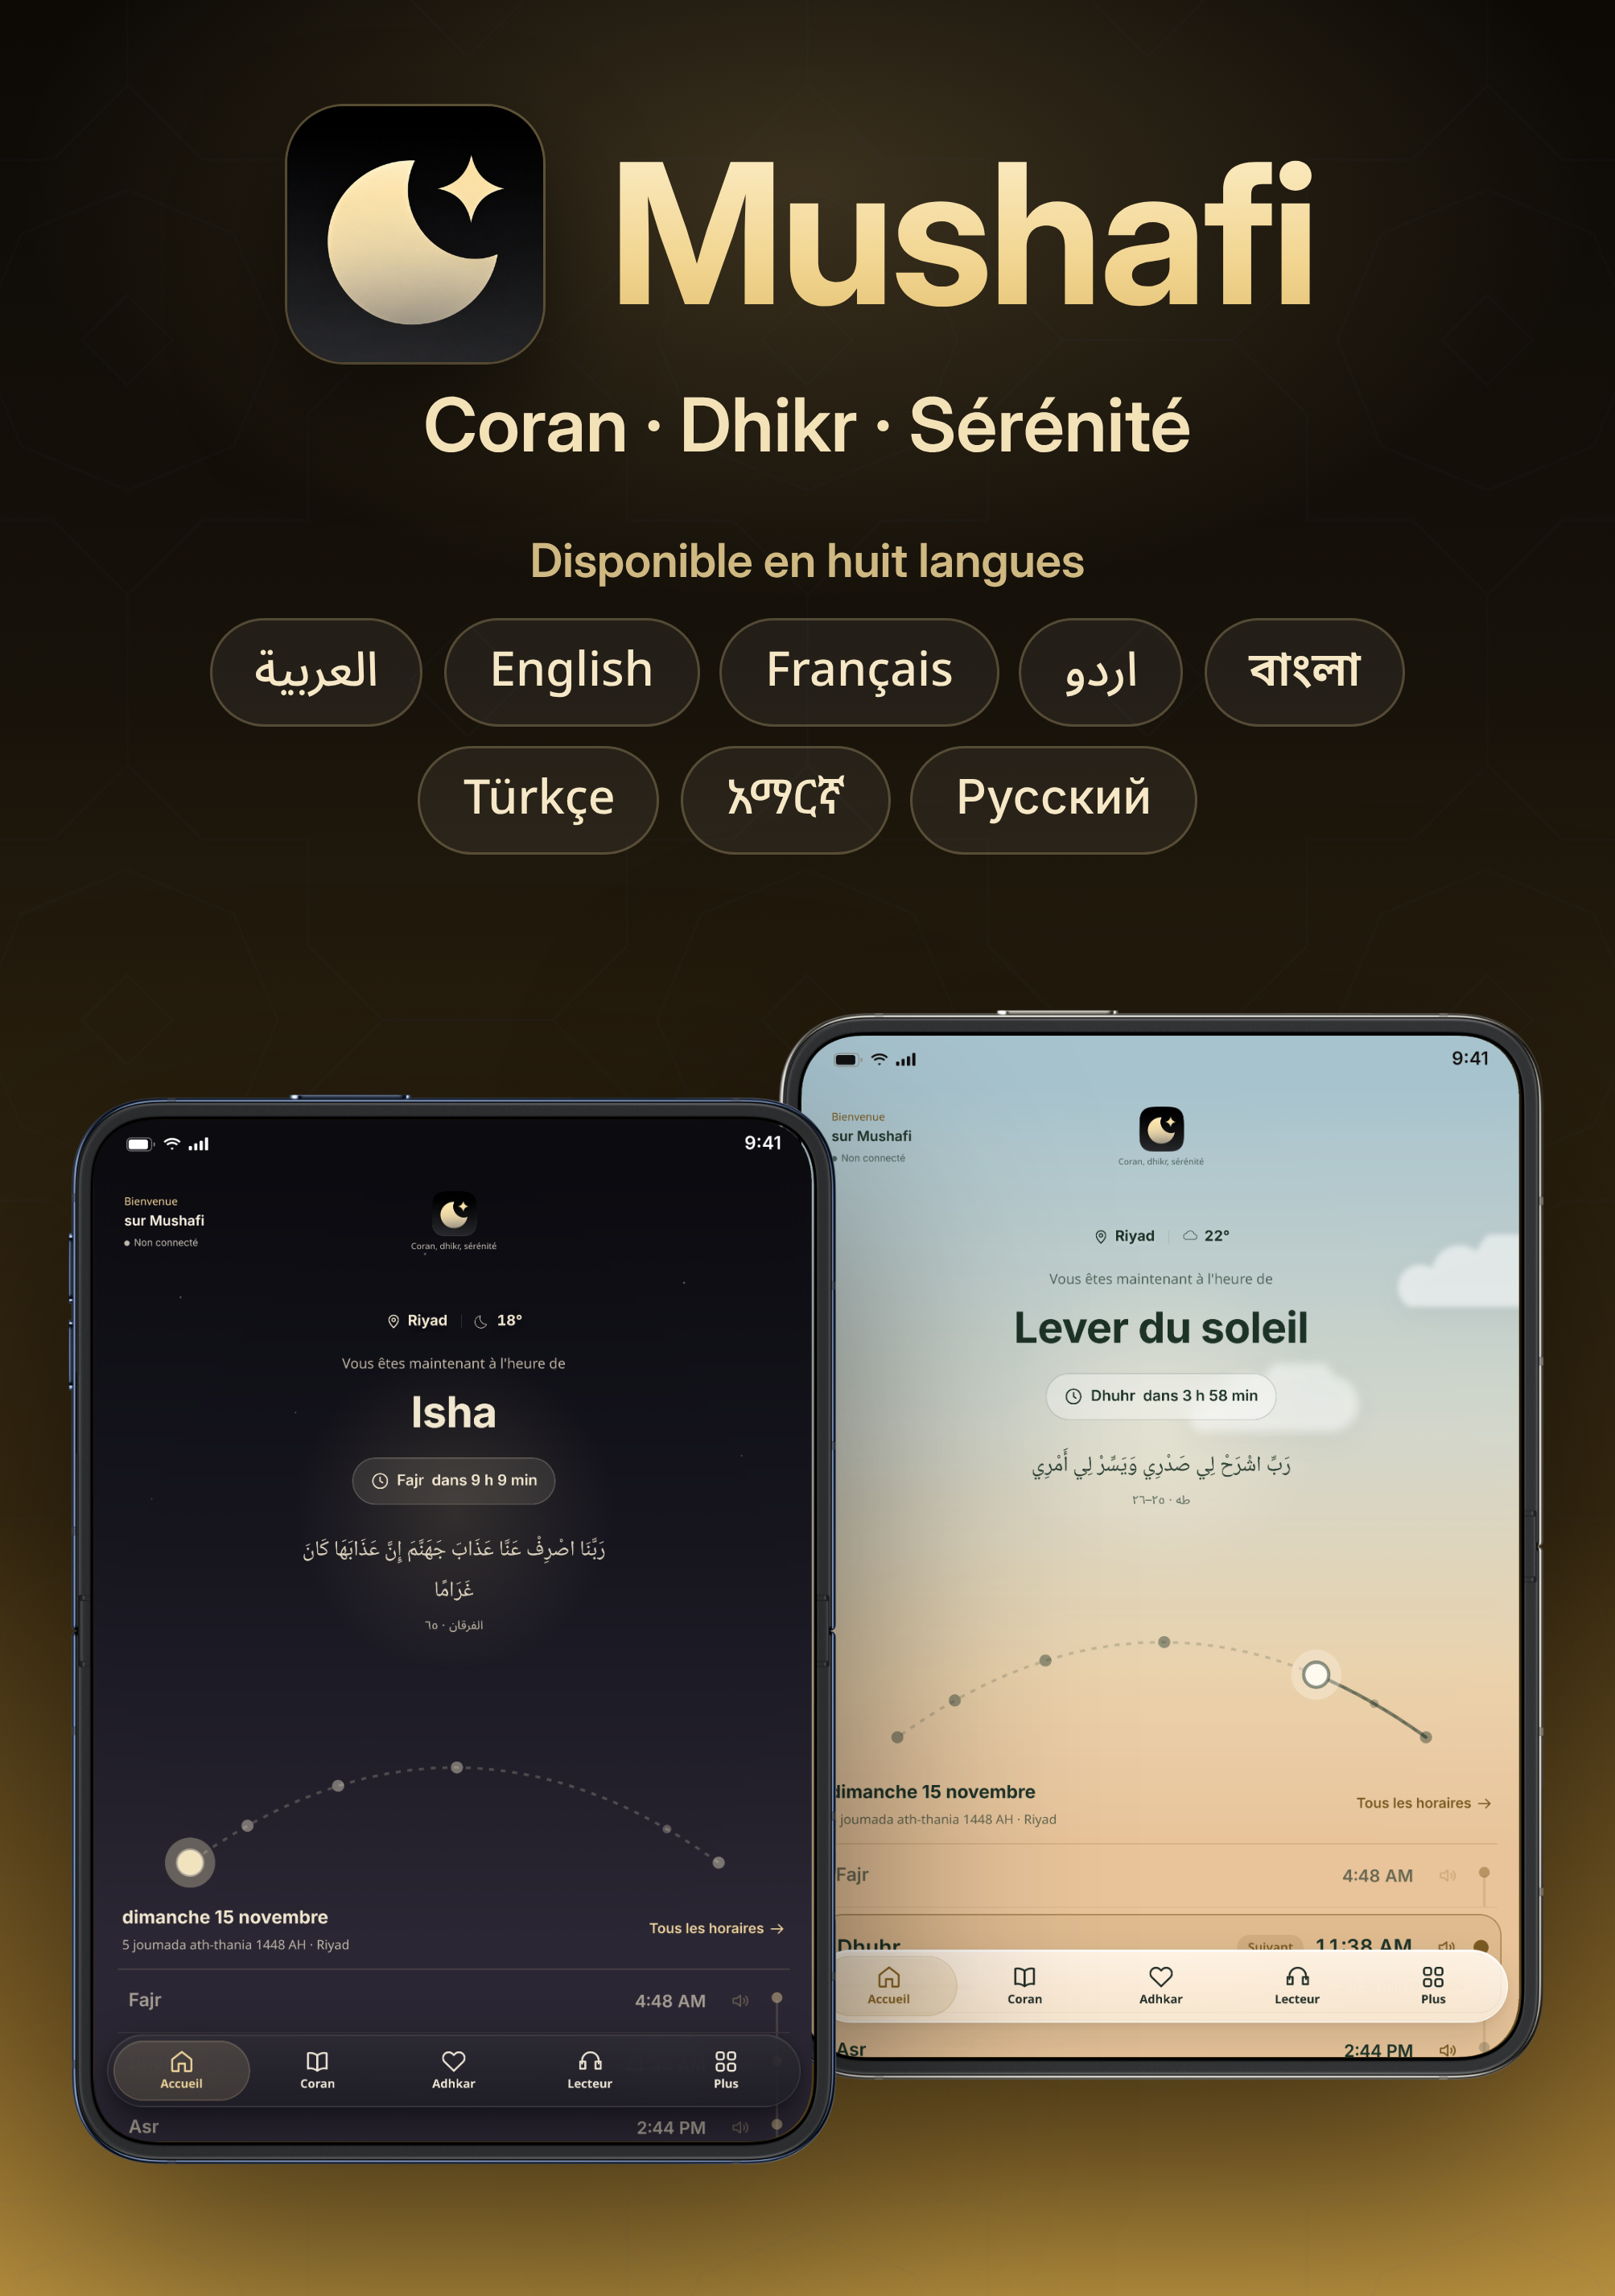 Mushafi
Coran · Dhikr · Sérénité
Disponible en huit langues
العربية English Français اردو বাংলা
Türkçe አማርኛ Русский
9:41
Bienvenue
sur Mushafi
Non connecté
Coran, dhikr, sérénité
Riyad 18°
Vous êtes maintenant à l'heure de
Isha
Fajr dans 9 h 9 min
رَبَّنَا اصْرِفْ عَنَّا عَذَابَ جَهَنَّمَ إِنَّ عَذَابَهَا كَانَ
غَرَامًا
الفرقان · ٦٥
dimanche 15 novembre
Tous les horaires →
5 joumada ath-thania 1448 AH · Riyad
Fajr 4:48 AM
Accueil Coran Adhkar Lecteur Plus
Asr 2:44 PM
9:41
Bienvenue
sur Mushafi
Non connecté
Coran, dhikr, sérénité
Riyad 22°
Vous êtes maintenant à l'heure de
Lever du soleil
Dhuhr dans 3 h 58 min
رَبِّ اشْرَحْ لِي صَدْرِي وَيَسِّرْ لِي أَمْرِي
طه · ٢٥–٢٦
dimanche 15 novembre
Tous les horaires →
joumada ath-thania 1448 AH · Riyad
Fajr 4:48 AM
Dhuhr Suivant 11:38 AM
Accueil Coran Adhkar Lecteur Plus
Asr 2:44 PM